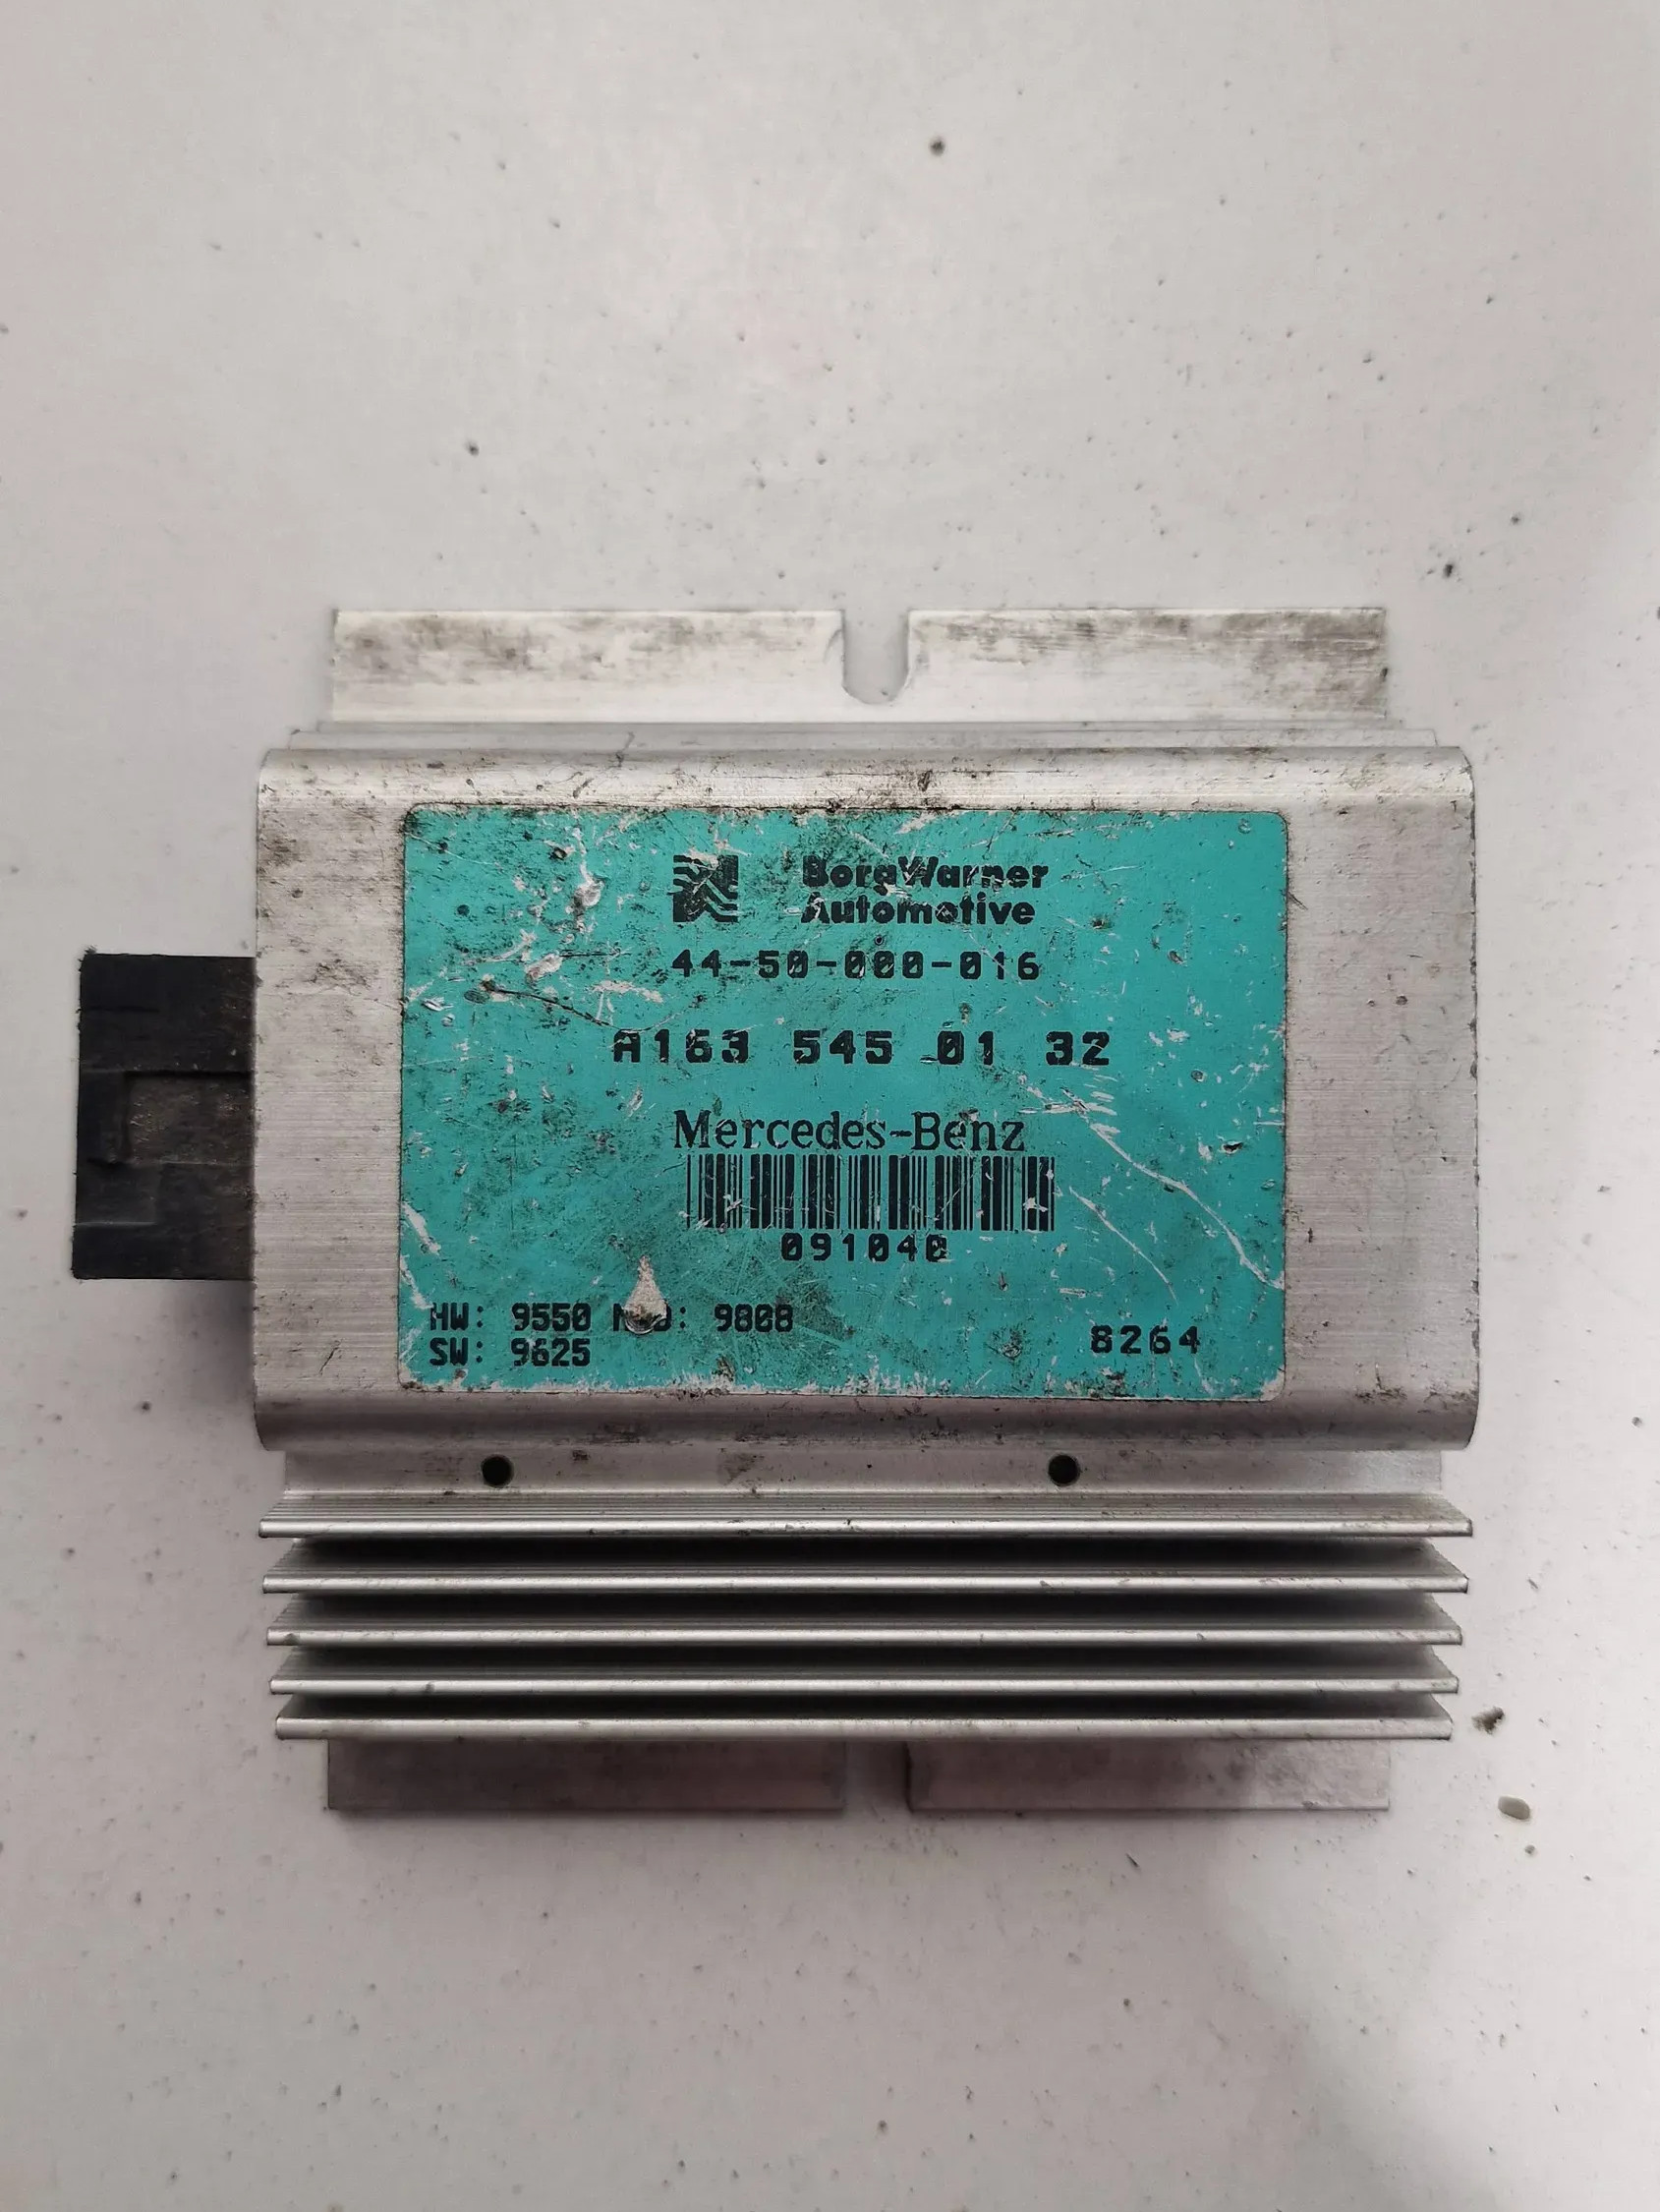 BorgWarner
Automotive
44-50-000-016
A163 545 01 32
Mercedes-Benz
091040
HW: 9550 9808
SW: 9625
8264